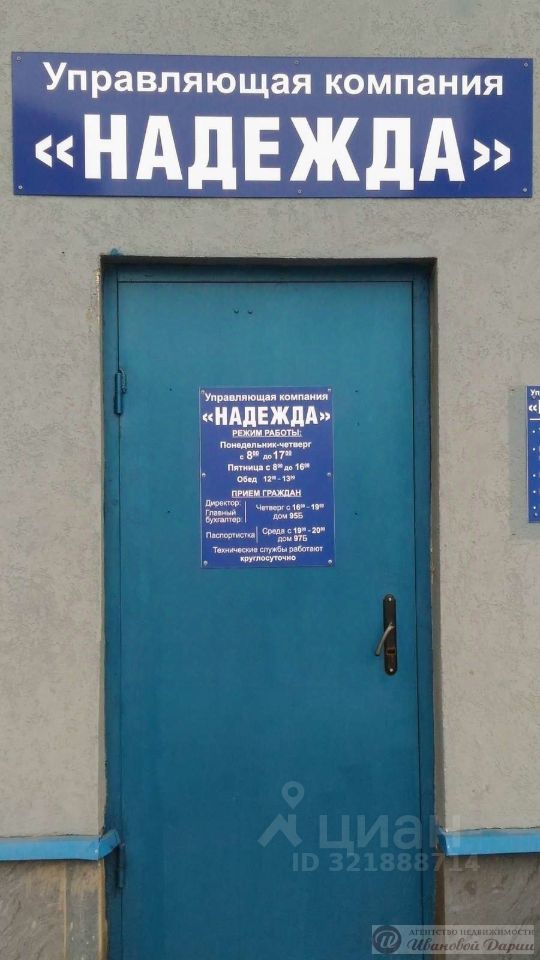 Управляющая компания
«НАДЕЖДА»
Управляющая компания
«НАДЕЖДА»
РЕЖИМ РАБОТЫ:
Понедельник-четверг
с 8⁰⁰ до 17⁰⁰
Пятница с 8⁰⁰ до 16⁰⁰
Обед 12⁰⁰ - 13⁰⁰
ПРИЕМ ГРАЖДАН
Директор:
Главный
бухгалтер:
Четверг с 16⁰⁰ - 19⁰⁰
дом 95Б
Паспортистка
Среда с 19⁰⁰ - 20⁰⁰
дом 97Б
Технические службы работают
круглосуточно
циан
ID 321888714
АГЕНТСТВО НЕДВИЖИМОСТИ
Ивановой Дарии